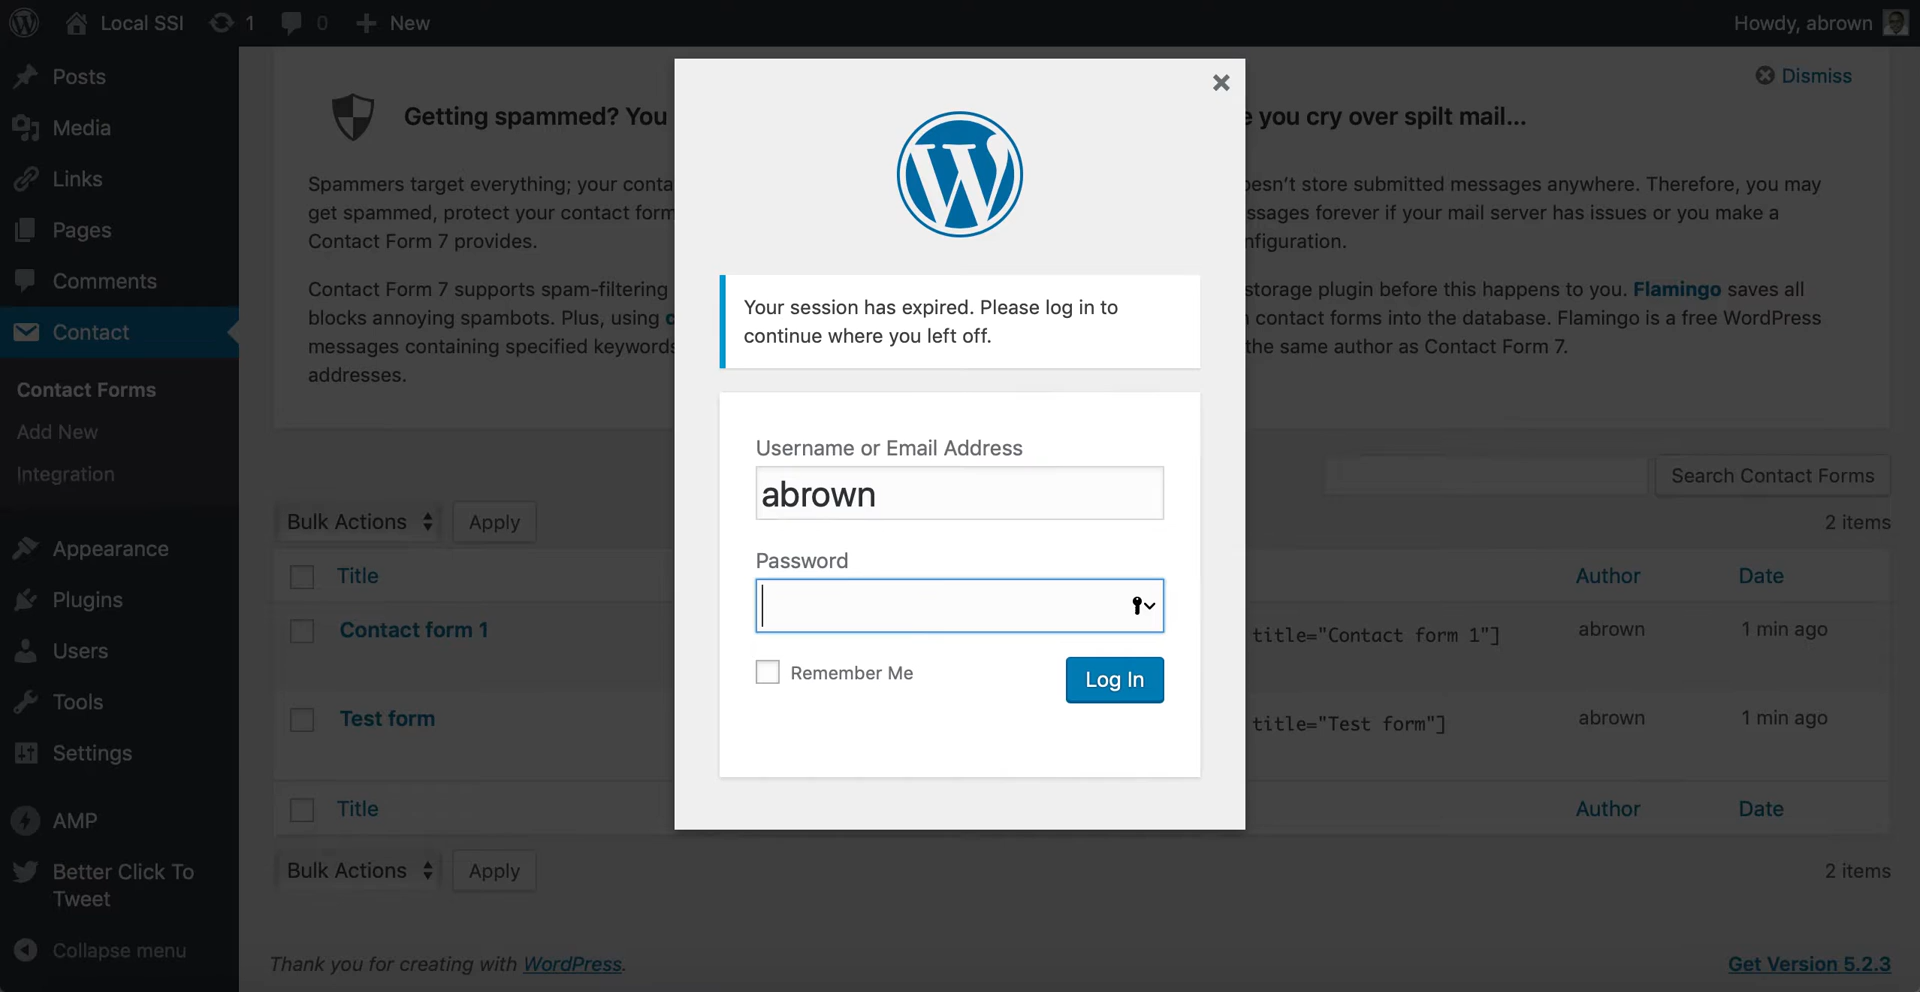 Local SSI
1
0
New
Howdy, abrown
Posts
Media
Links
Pages
Comments
Contact
Contact Forms
Add New
Integration
Appearance
Plugins
Users
Tools
Settings
AMP
Better Click To
Tweet
Collapse menu
Dismiss
Getting spammed? You
e you cry over spilt mail...
Spammers target everything; your conta
get spammed, protect your contact form
Contact Form 7 provides.
Contact Form 7 supports spam-filtering
blocks annoying spambots. Plus, using c
messages containing specified keywords
addresses.
esn’t store submitted messages anywhere. Therefore, you may
ssages forever if your mail server has issues or you make a
nfiguration.
storage plugin before this happens to you. Flamingo saves all
n contact forms into the database. Flamingo is a free WordPress
the same author as Contact Form 7.
Your session has expired. Please log in to
continue where you left off.
Username or Email Address
abrown
Password
Remember Me
Log In
Search Contact Forms
Bulk Actions
Apply
2 items
Title
Author
Date
Contact form 1
title="Contact form 1"]
abrown
1 min ago
Test form
title="Test form"]
abrown
1 min ago
Title
Author
Date
Bulk Actions
Apply
2 items
Thank you for creating with WordPress.
Get Version 5.2.3